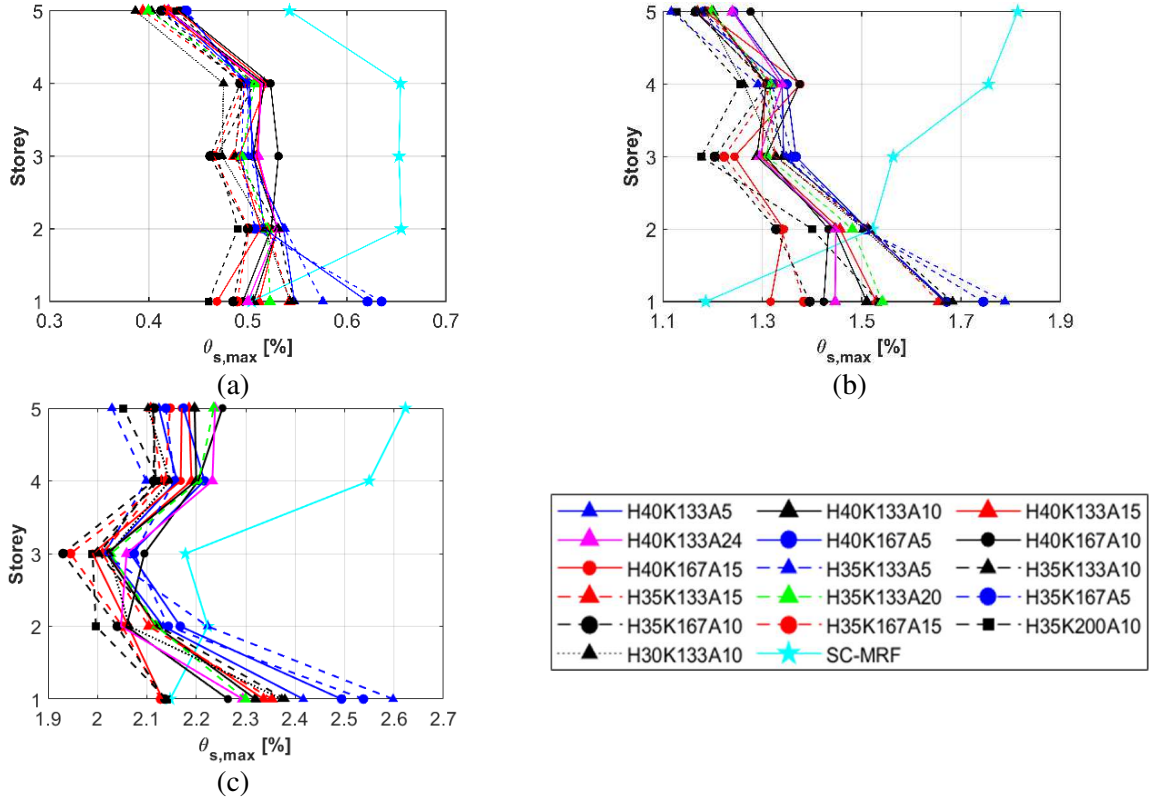 5
4
3
2
1
Storey
0.3 0.4 0.5 0.6 0.7
θs,max [%]
(a)
5
4
3
2
1
Storey
1.1 1.3 1.5 1.7 1.9
θs,max [%]
(b)
5
4
3
2
1
Storey
1.9 2 2.1 2.2 2.3 2.4 2.5 2.6 2.7
θs,max [%]
(c)
H40K133A5 H40K133A10 H40K133A15
H40K133A24 H40K167A5 H40K167A10
H40K167A15 H35K133A5 H35K133A10
H35K133A15 H35K133A20 H35K167A5
H35K167A10 H35K167A15 H35K200A10
H30K133A10 SC-MRF